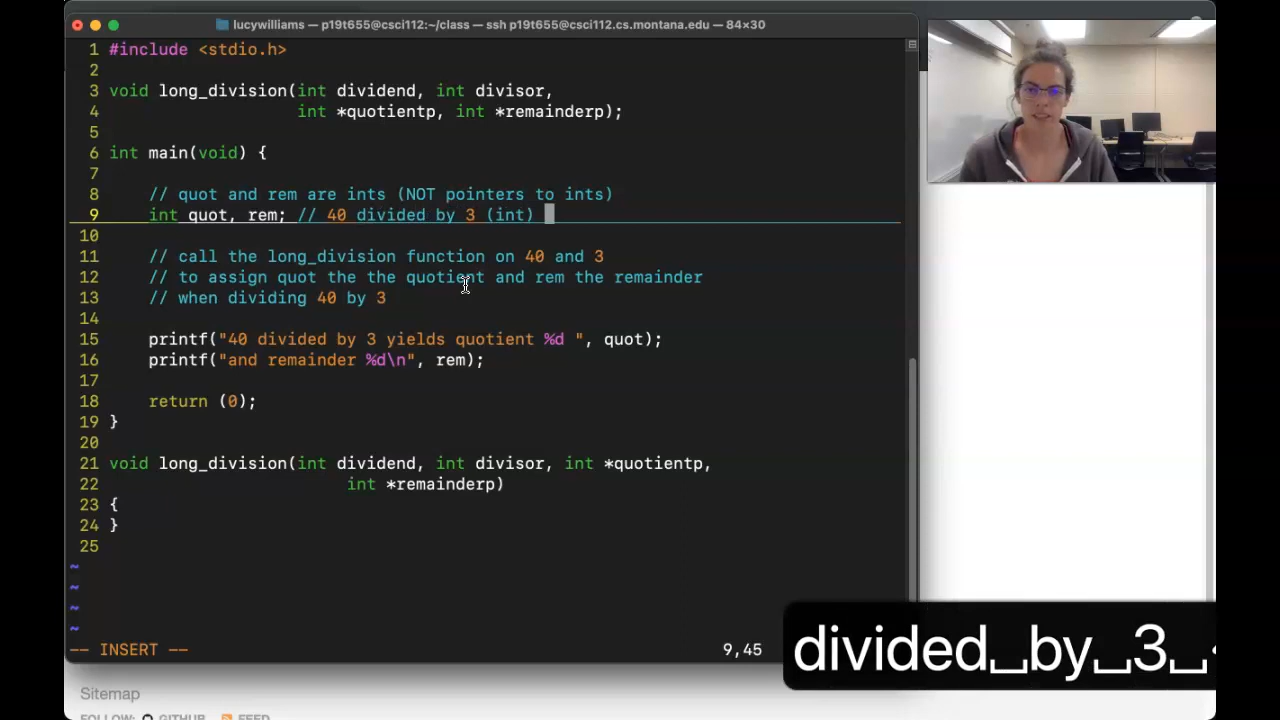 lucywilliams — p19t655@csci112:~/class — ssh p19t655@csci112.cs.montana.edu — 84×30
1 #include <stdio.h>
2
3 void long_division(int dividend, int divisor,
4                    int *quotientp, int *remainderp);
5
6 int main(void) {
7
8     // quot and rem are ints (NOT pointers to ints)
9     int quot, rem; // 40 divided by 3 (int)
10
11     // call the long_division function on 40 and 3
12     // to assign quot the the quotient and rem the remainder
13     // when dividing 40 by 3
14
15     printf("40 divided by 3 yields quotient %d ", quot);
16     printf("and remainder %d\n", rem);
17
18     return (0);
19 }
20
21 void long_division(int dividend, int divisor, int *quotientp,
22                         int *remainderp)
23 {
24 }
25
~
~
~
~
-- INSERT -- 9,45
divided␣by␣3␣
Sitemap
FOLLOW: GITHUB FEED